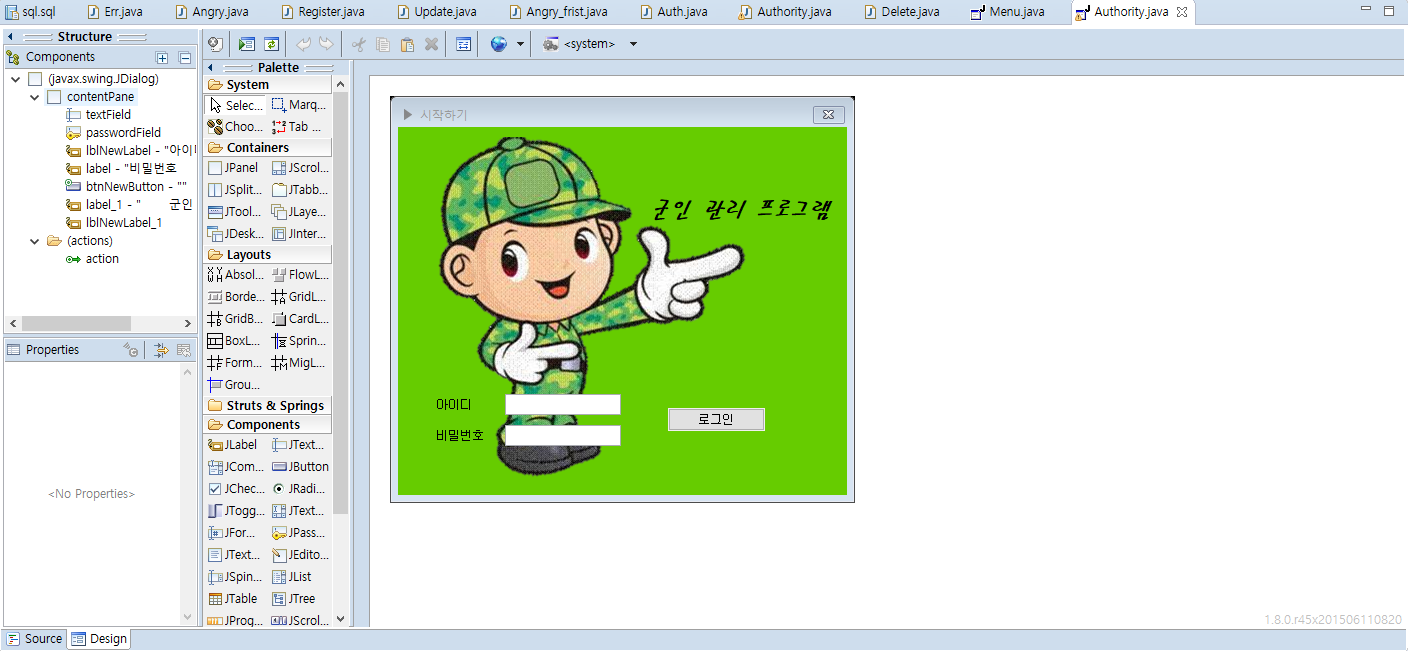 sql.sql Err.java Angry.java Register.java Update.java Angry_frist.java Auth.java Authority.java Delete.java Menu.java Authority.java
Structure
Components
(javax.swing.JDialog)
contentPane
textField
passwordField
lblNewLabel - "아이
label - "비밀번호
btnNewButton - ""
label_1 - " 군인
lblNewLabel_1
(actions)
action
Properties
<No Properties>
<system>
Palette
System
Selec... Marq...
Choo... Tab ...
Containers
JPanel JScrol...
JSplit... JTabb...
JTool... JLaye...
JDesk... JInter...
Layouts
Absol... FlowL...
Borde... GridL...
GridB... CardL...
BoxL... Sprin...
Form... MigL...
Grou...
Struts & Springs
Components
JLabel JText...
JCom... JButton
JChec... JRadi...
JTogg... JText...
JFor... JPass...
JText... JEdito...
JSpin... JList
JTable JTree
JProg... JScrol...
시작하기
군인 관리 프로그램
아이디
비밀번호
로그인
1.8.0.r45x201506110820
Source Design